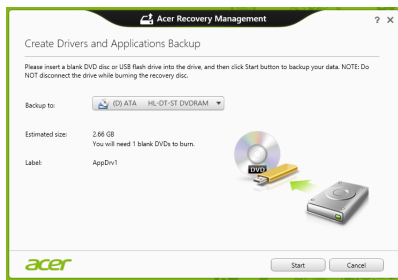 Acer Recovery Management
? X
Create Drivers and Applications Backup
Please insert a blank DVD disc or USB flash drive into the drive, and then click Start button to backup your data. NOTE: Do
NOT disconnect the drive while burning the recovery disc.
Backup to: (D) ATA HL-DT-ST DVDRAM
Estimated size: 2.66 GB
You will need 1 blank DVDs to burn.
Label: AppDrv1
DVD
acer
Start Cancel